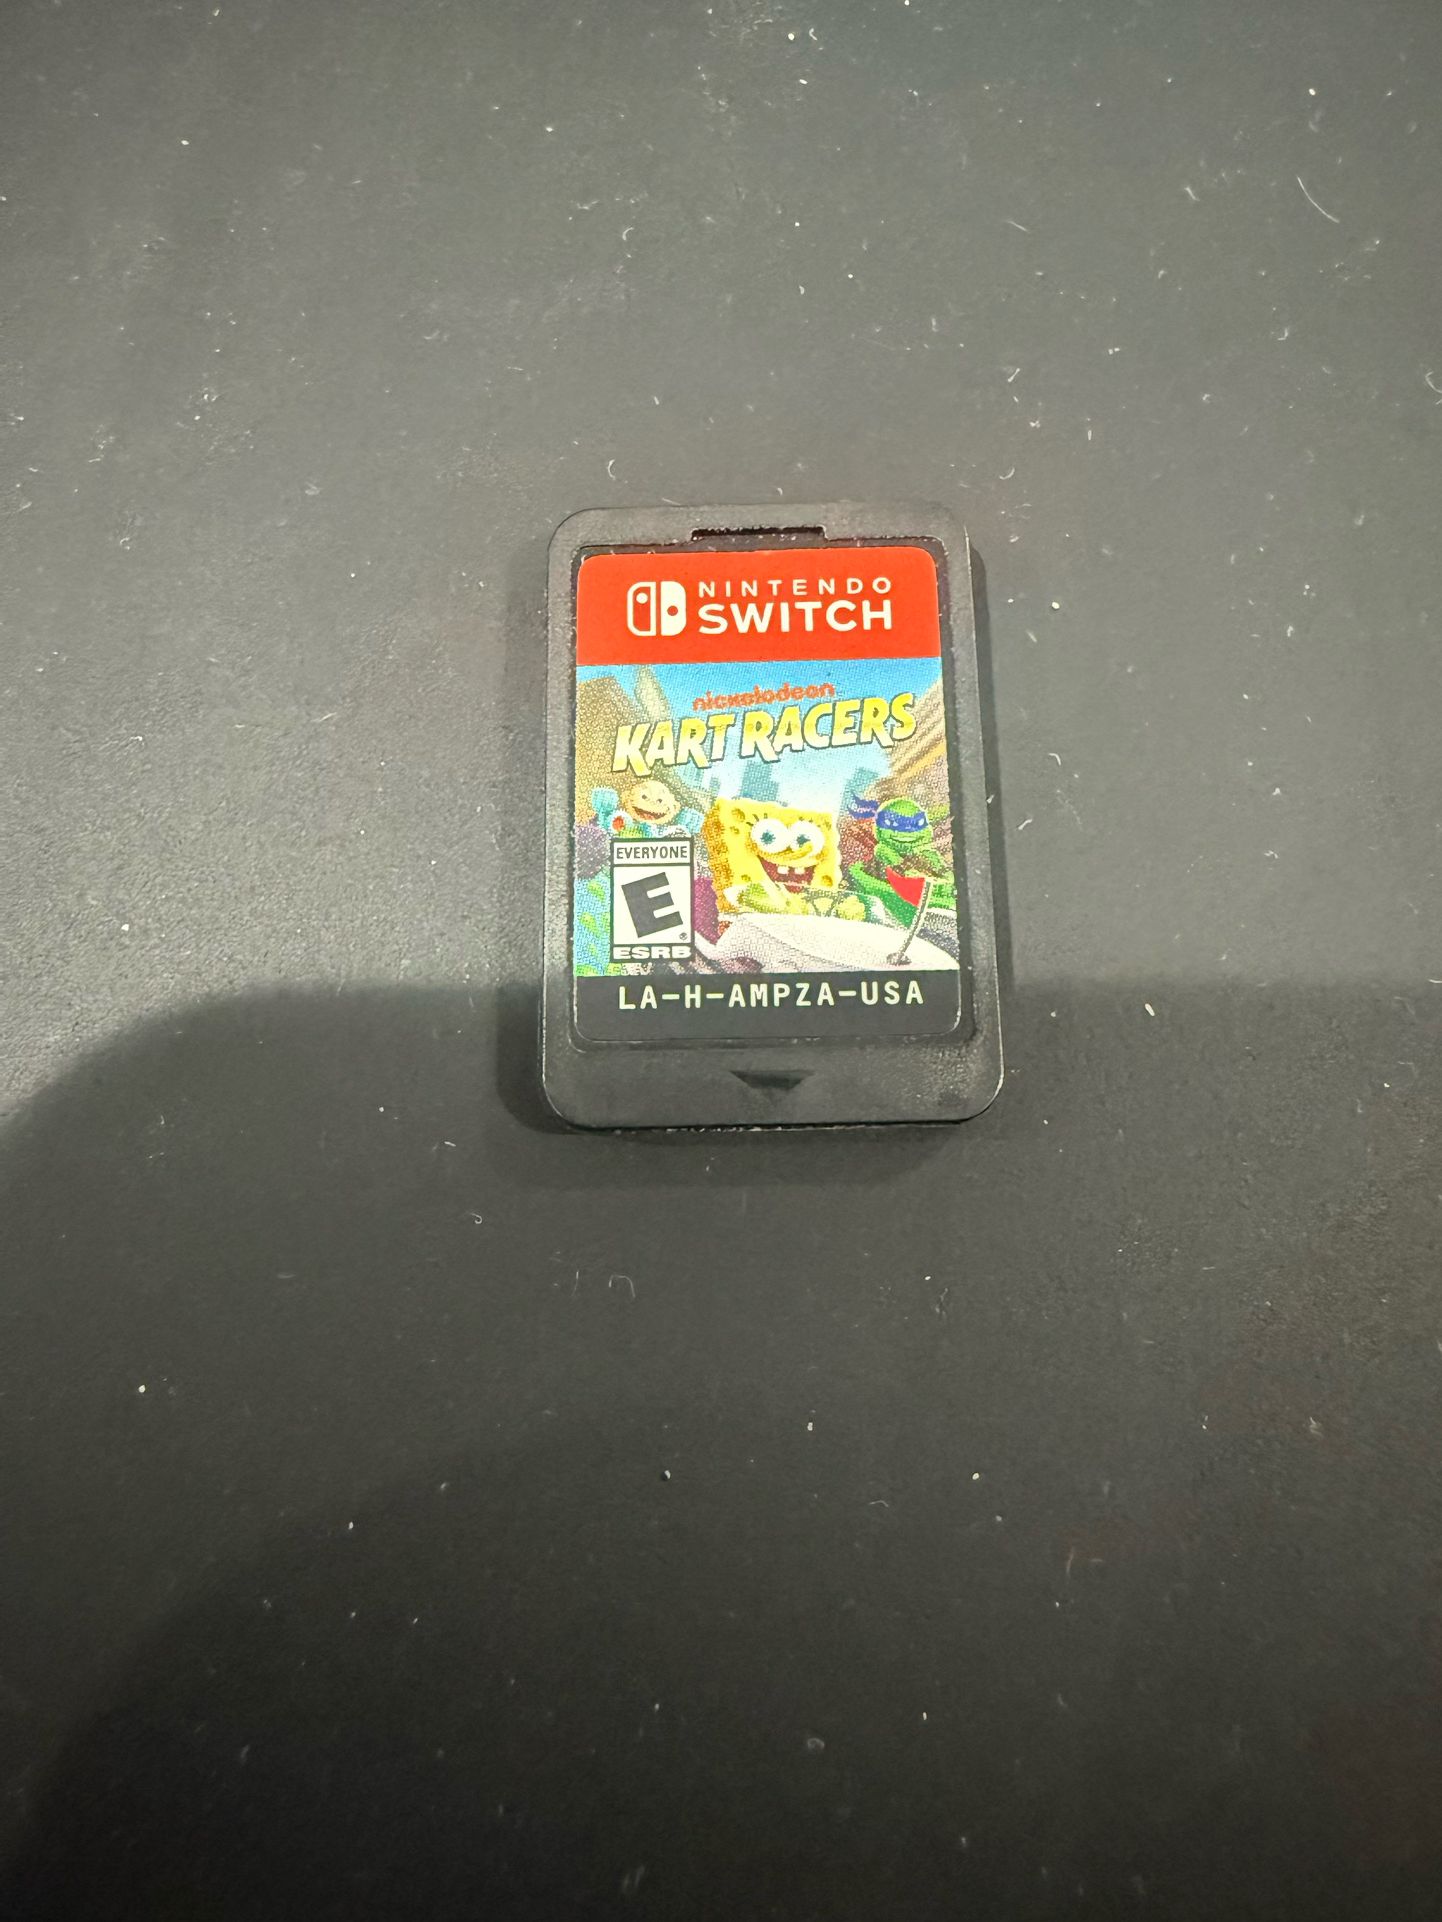 NINTENDO
SWITCH
nickelodeon
KART RACERS
EVERYONE
E
ESRB
LA-H-AMPZA-USA